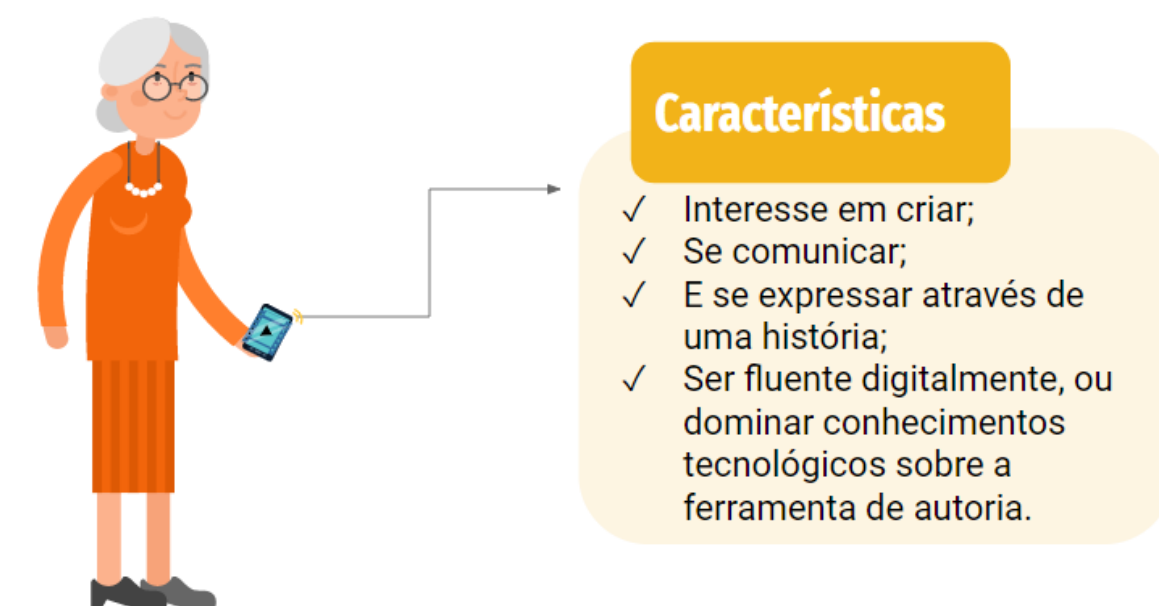 Características
✓ Interesse em criar;
✓ Se comunicar;
✓ E se expressar através de
uma história;
✓ Ser fluente digitalmente, ou
dominar conhecimentos
tecnológicos sobre a
ferramenta de autoria.